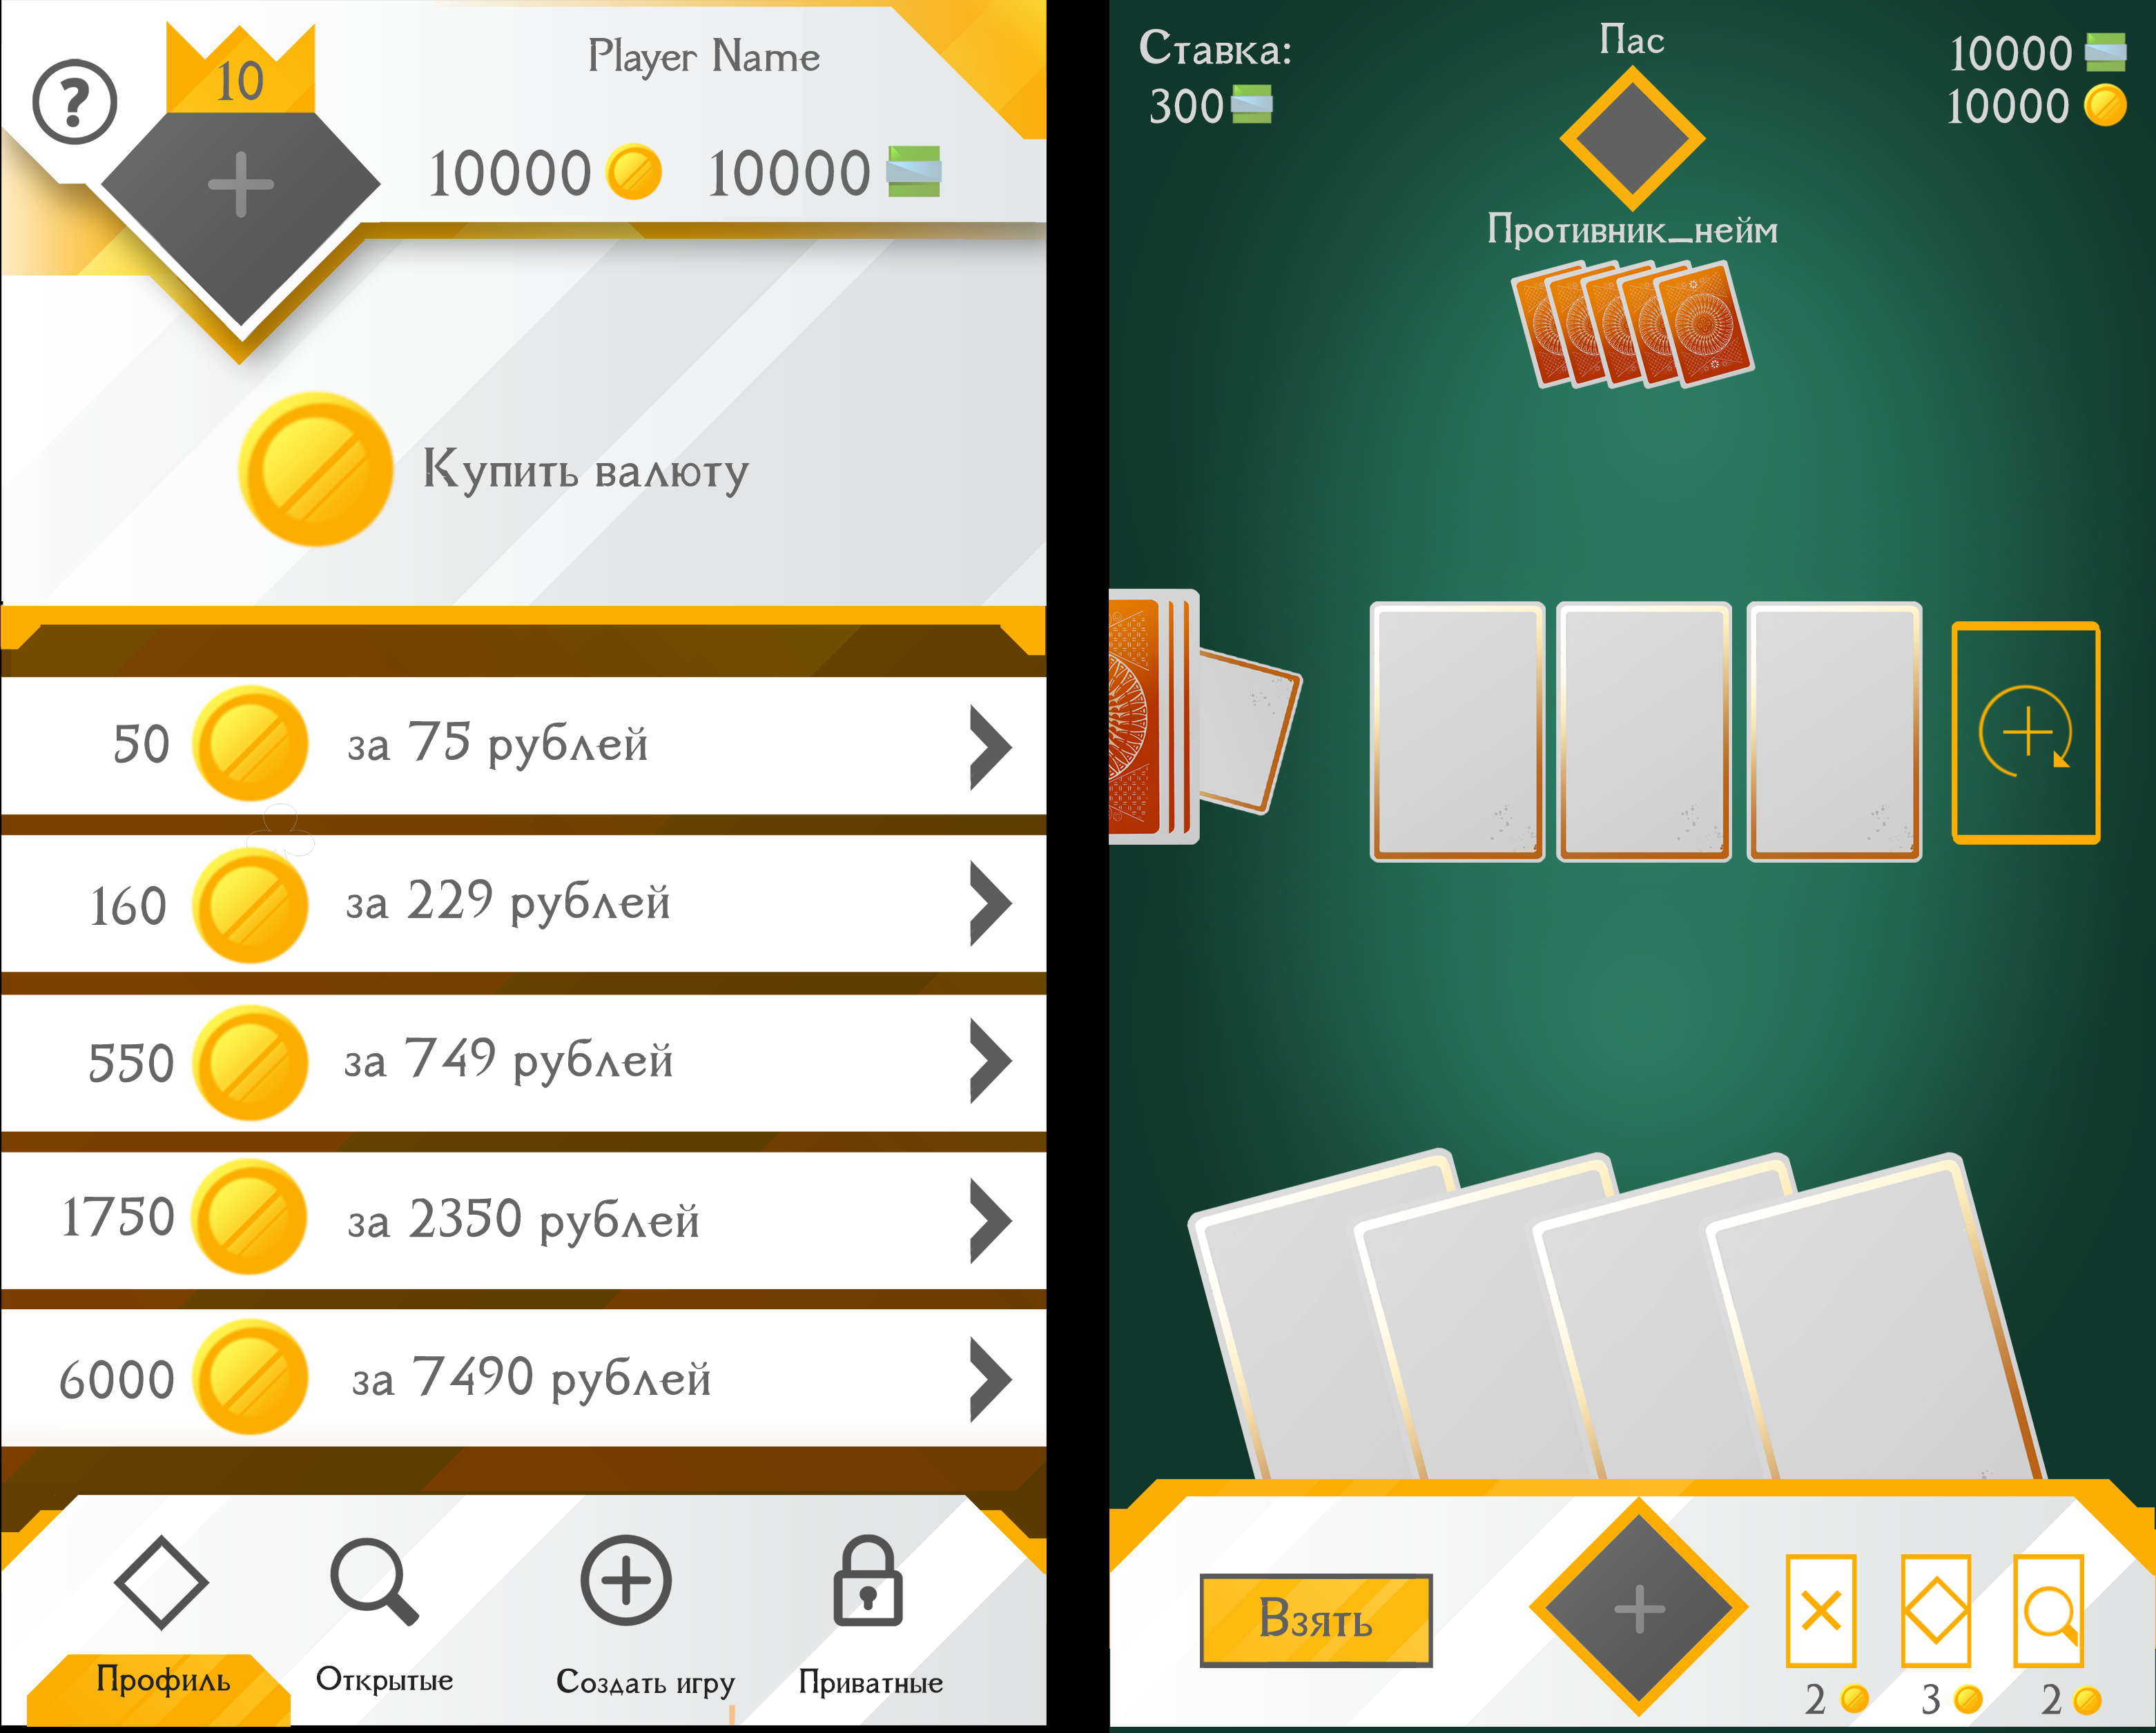 ?
10
Player Name
10000 10000
Купить валюту
50 за 75 рублей
160 за 229 рублей
550 за 749 рублей
1750 за 2350 рублей
6000 за 7490 рублей
Профиль Открытые Создать игру Приватные
Ставка:
300
Пас
10000
10000
Противник_нейм
Взять
2 3 2